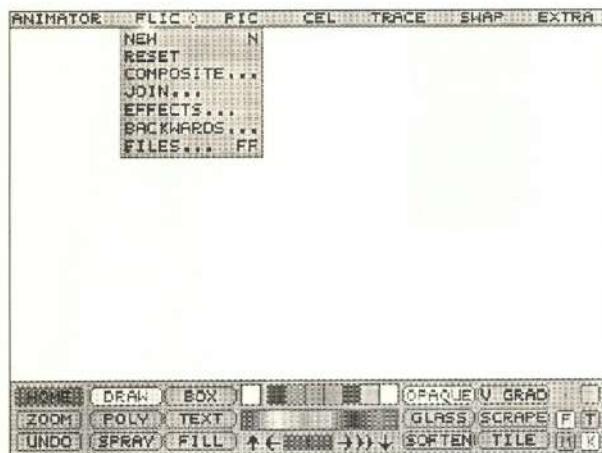 ANIMATOR FLIC PIC CEL TRACE SWAP EXTRA
NEW N
RESET
COMPOSITE...
JOIN...
EFFECTS...
BACKWARDS...
FILES... FF
HOME DRAW BOX OPAQUE V GRAD
ZOOM POLY TEXT GLASS SCRAPE F T
UNDO SPRAY FILL SOFTEN TILE M K